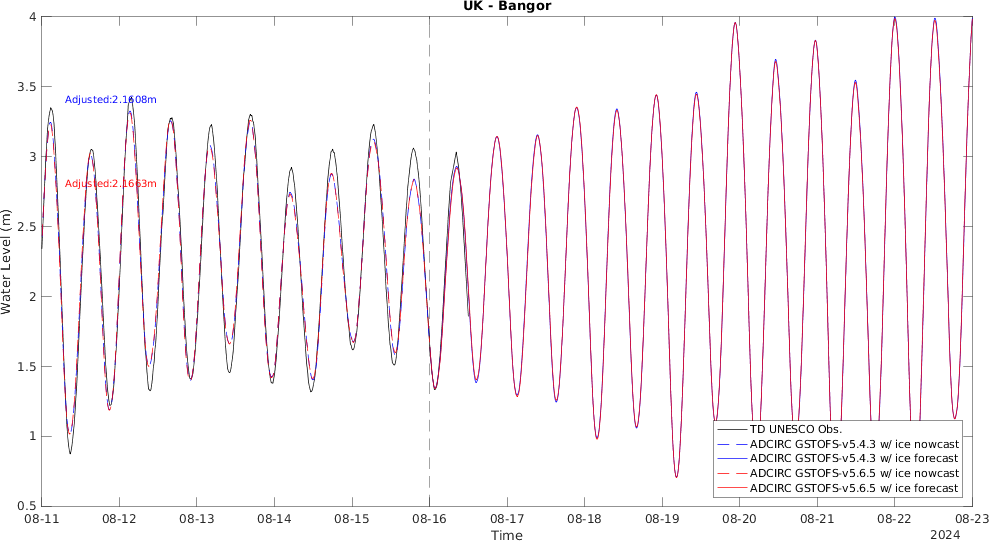 UK - Bangor
Water Level (m)
4
3.5
3
2.5
2
1.5
1
0.5
Adjusted:2.1608m
Adjusted:2.1663m
TD UNESCO Obs.
ADCIRC GSTOFS-v5.4.3 w/ ice nowcast
ADCIRC GSTOFS-v5.4.3 w/ ice forecast
ADCIRC GSTOFS-v5.6.5 w/ ice nowcast
ADCIRC GSTOFS-v5.6.5 w/ ice forecast
08-11 08-12 08-13 08-14 08-15 08-16 08-17 08-18 08-19 08-20 08-21 08-22 08-23
Time
2024